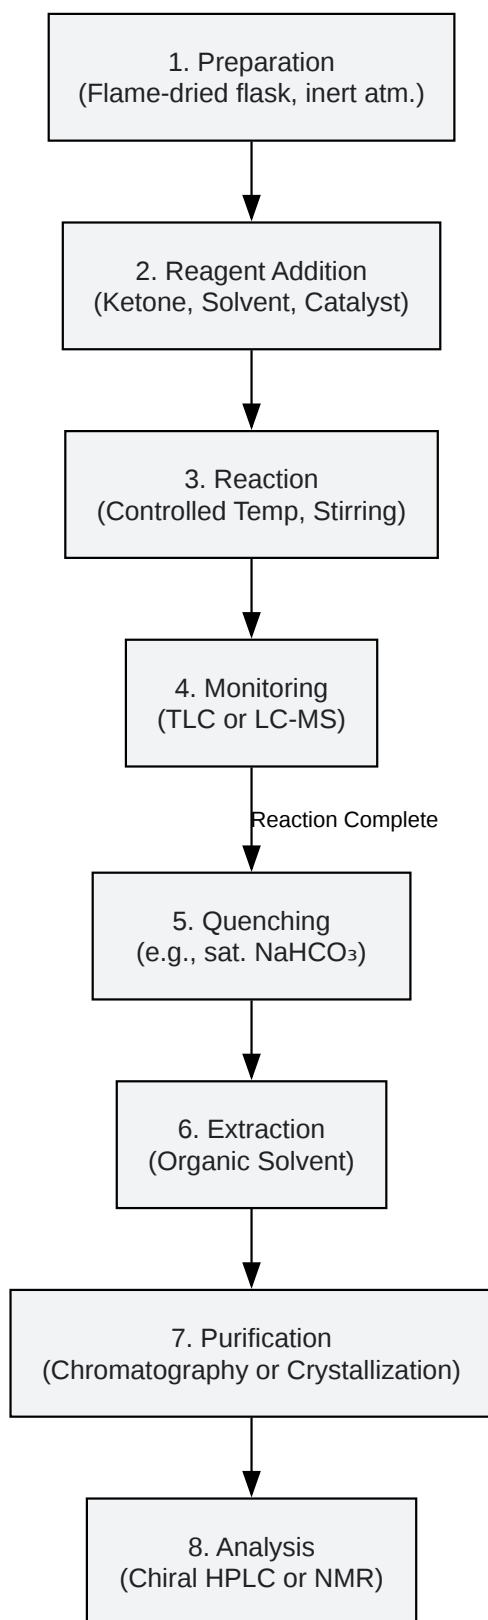 1. Preparation
(Flame-dried flask, inert atm.)
2. Reagent Addition
(Ketone, Solvent, Catalyst)
3. Reaction
(Controlled Temp, Stirring)
4. Monitoring
(TLC or LC-MS)
Reaction Complete
5. Quenching
(e.g., sat. NaHCO₃)
6. Extraction
(Organic Solvent)
7. Purification
(Chromatography or Crystallization)
8. Analysis
(Chiral HPLC or NMR)